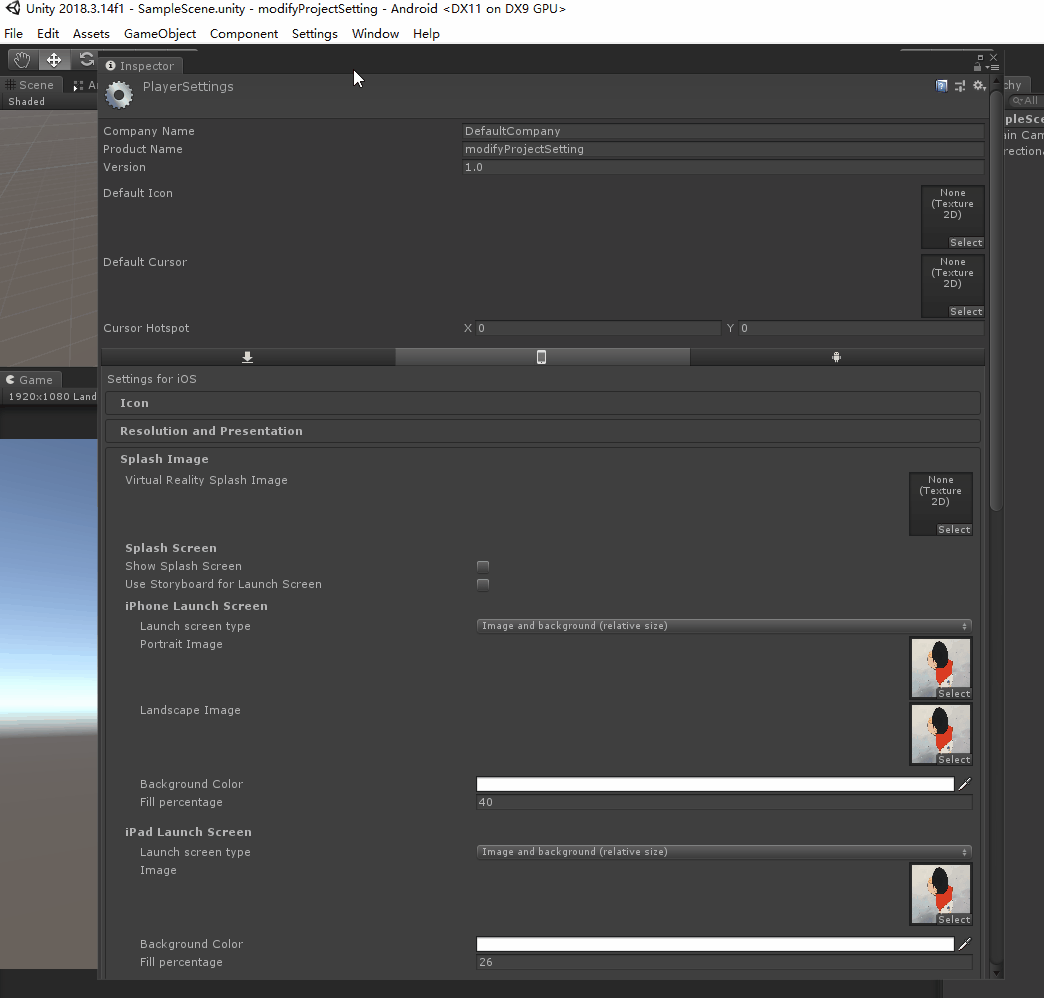 Unity 2018.3.14f1 - SampleScene.unity - modifyProjectSetting - Android <DX11 on DX9 GPU>
File Edit Assets GameObject Component Settings Window Help
Inspector
Scene
Shaded
PlayerSettings
All
Company Name DefaultCompany
Product Name modifyProjectSetting
Version 1.0
Default Icon
None
(Texture
2D)
Select
Default Cursor
None
(Texture
2D)
Select
Cursor Hotspot X 0 Y 0
Settings for iOS
Game
1920x1080 Land
Icon
Resolution and Presentation
Splash Image
Virtual Reality Splash Image
None
(Texture
2D)
Select
Splash Screen
Show Splash Screen
Use Storyboard for Launch Screen
iPhone Launch Screen
Launch screen type Image and background (relative size)
Portrait Image
Select
Landscape Image
Select
Background Color
Fill percentage 40
iPad Launch Screen
Launch screen type Image and background (relative size)
Image
Select
Background Color
Fill percentage 26